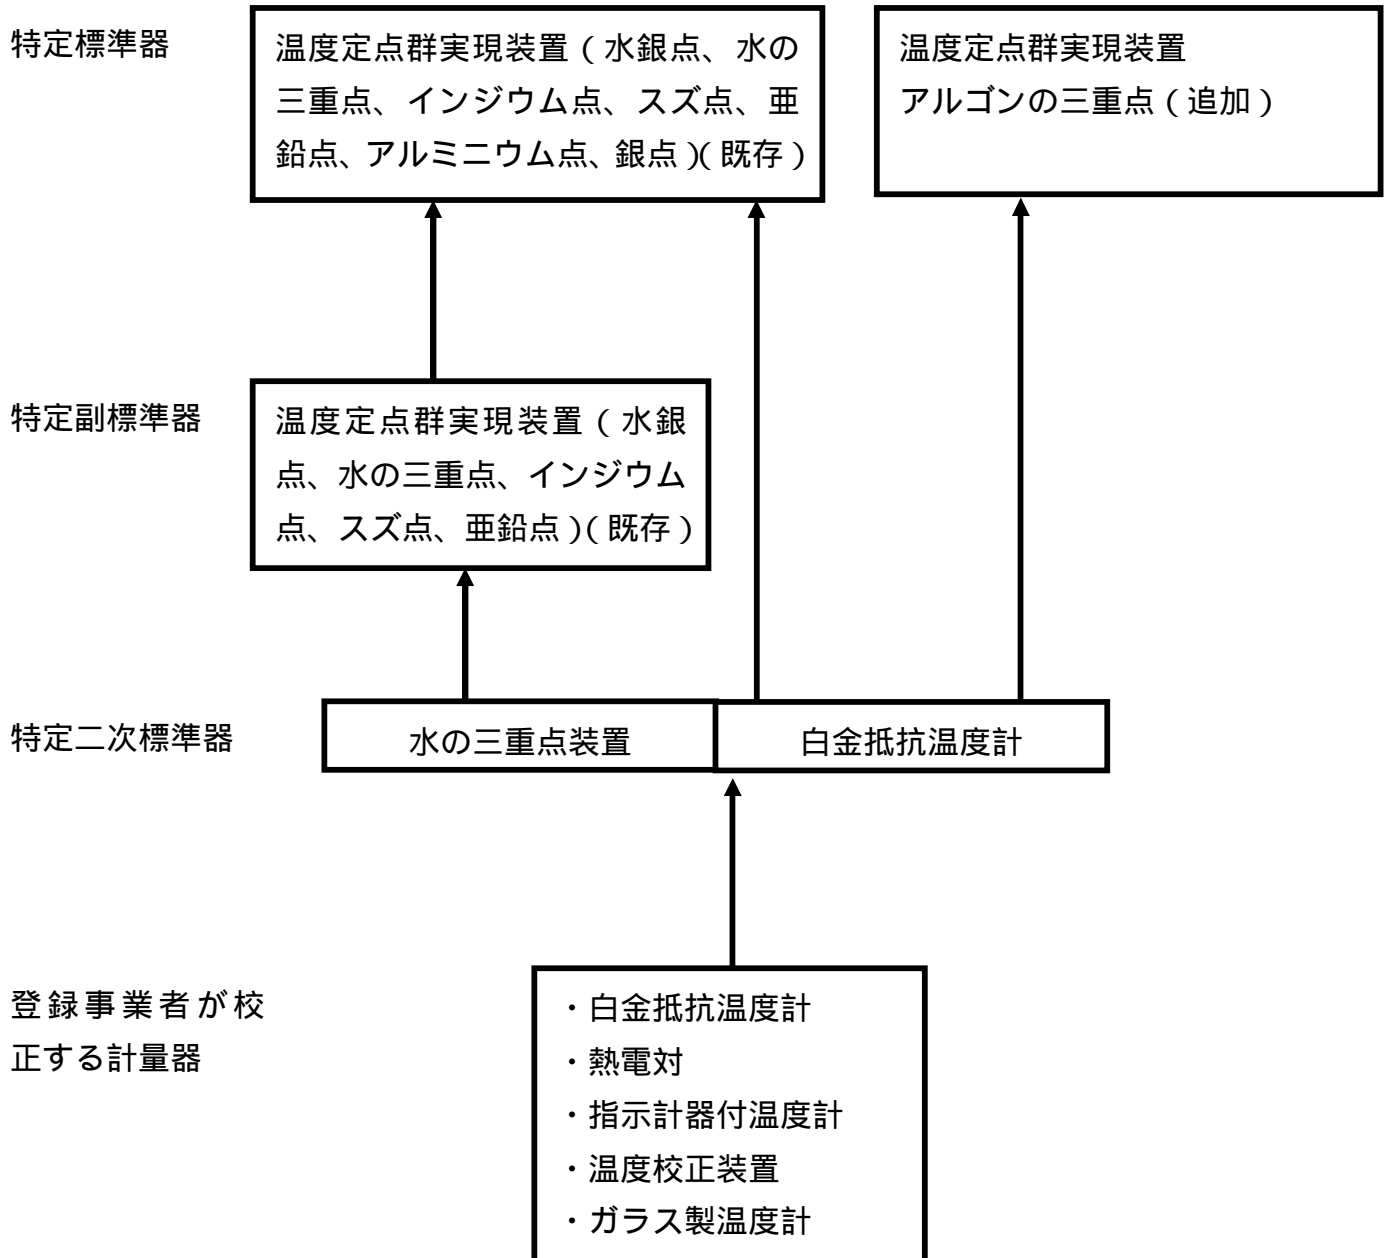 特定標準器
温度定点群実現装置（水銀点、水の
三重点、インジウム点、スズ点、亜
鉛点、アルミニウム点、銀点）（既存）
温度定点群実現装置
アルゴンの三重点（追加）
特定副標準器
温度定点群実現装置（水銀
点、水の三重点、インジウム
点、スズ点、亜鉛点）（既存）
特定二次標準器
水の三重点装置
白金抵抗温度計
登録事業者が校
正する計量器
・白金抵抗温度計
・熱電対
・指示計器付温度計
・温度校正装置
・ガラス製温度計